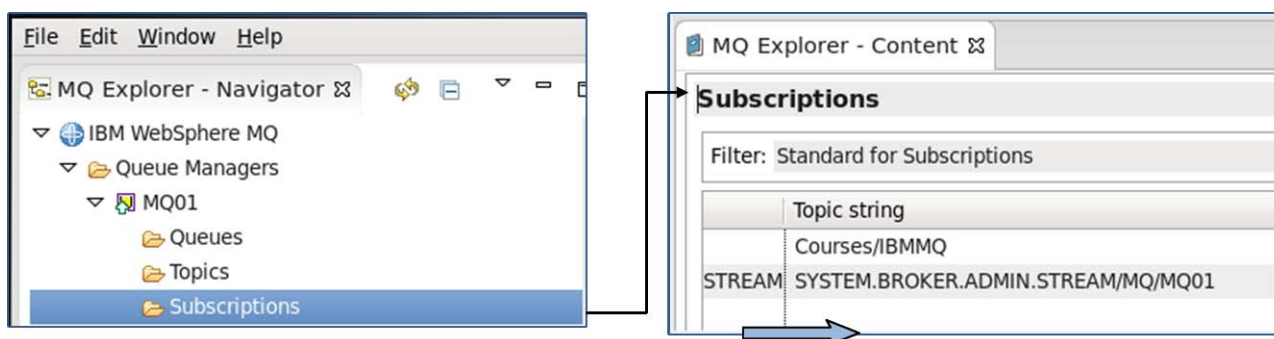 File Edit Window Help
MQ Explorer - Navigator
IBM WebSphere MQ
Queue Managers
MQ01
Queues
Topics
Subscriptions
MQ Explorer - Content
Subscriptions
Filter: Standard for Subscriptions
Topic string
Courses/IBMMQ
STREAM SYSTEM.BROKER.ADMIN.STREAM/MQ/MQ01